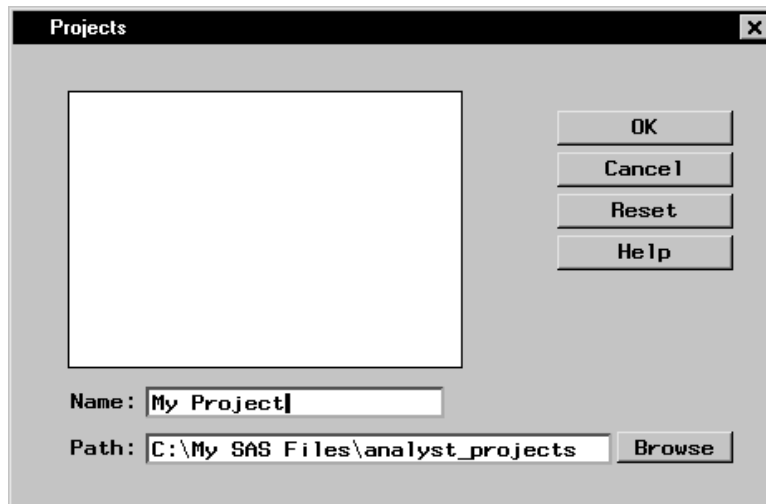 Projects
OK
Cancel
Reset
Help
Name: My Project
Path: C:\My SAS Files\analyst_projects Browse